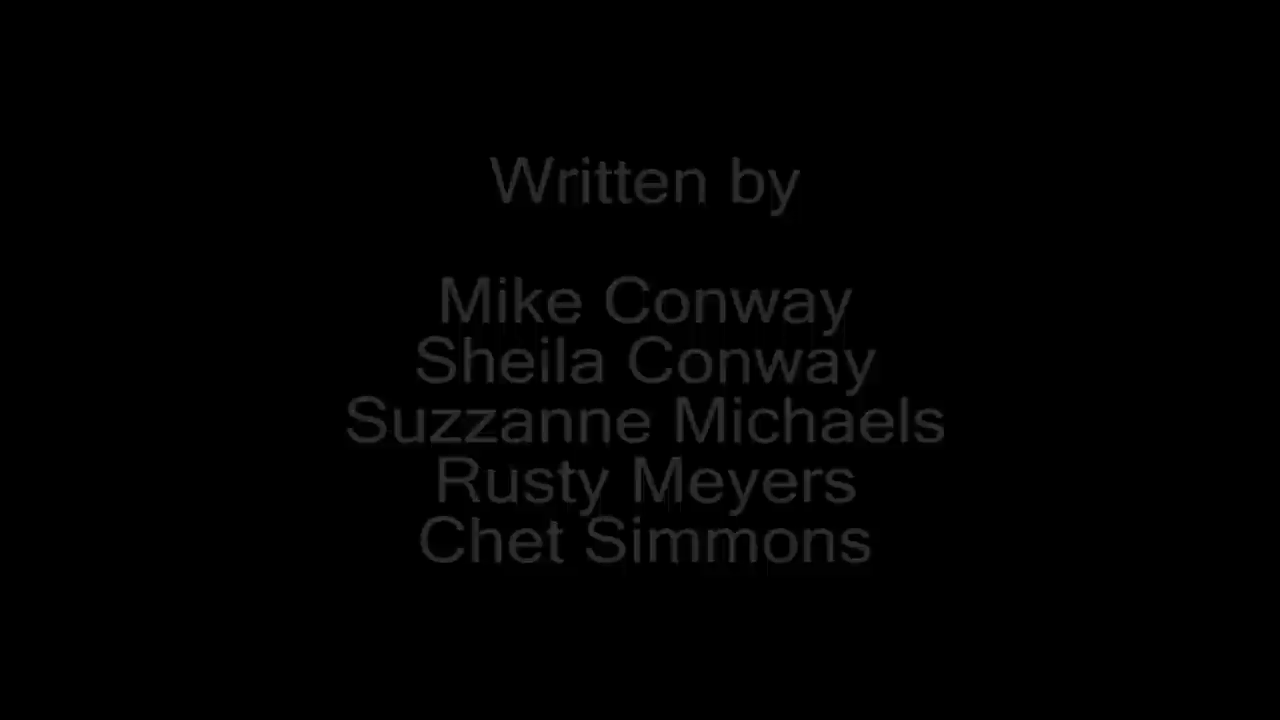 Written by
Mike Conway
Sheila Conway
Suzzanne Michaels
Rusty Meyers
Chet Simmons